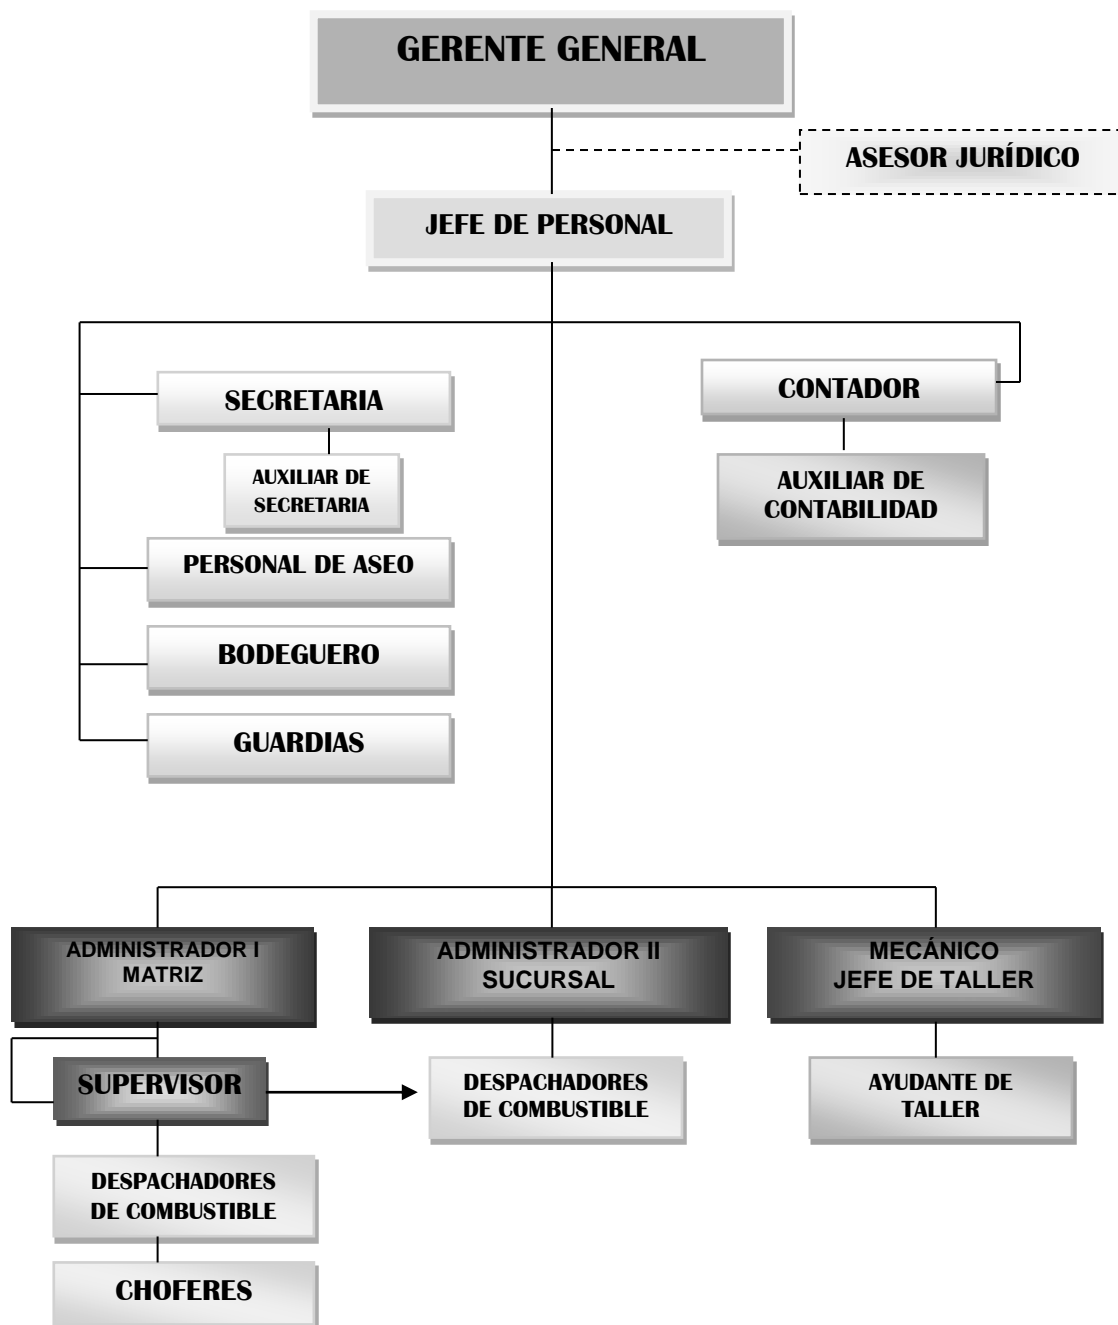 GERENTE GENERAL
ASESOR JURÍDICO
JEFE DE PERSONAL
SECRETARIA
CONTADOR
AUXILIAR DE
SECRETARIA
AUXILIAR DE
CONTABILIDAD
PERSONAL DE ASEO
BODEGUERO
GUARDIAS
ADMINISTRADOR I
MATRIZ
ADMINISTRADOR II
SUCURSAL
MECÁNICO
JEFE DE TALLER
SUPERVISOR
DESPACHADORES
DE COMBUSTIBLE
AYUDANTE DE
TALLER
DESPACHADORES
DE COMBUSTIBLE
CHOFERES